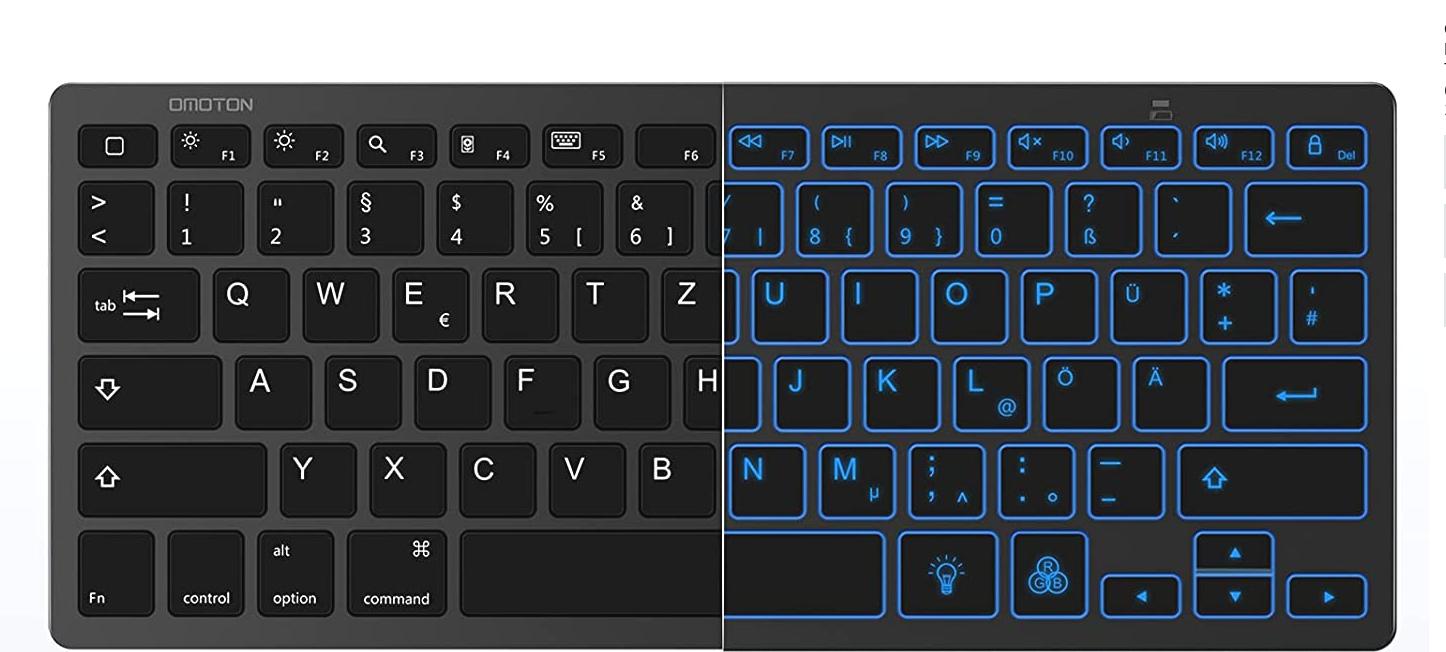 OMOTON
F1 F2 F3 F4 F5 F6 F7 F8 F9 F10 F11 F12 Del
> ! " § $ % & / ( ) = ? `
< 1 2 3 4 5 [ 6 ] 7 | 8 { 9 } 0 ß ´
tab Q W E R T Z U I O P Ü * '
€ + #
A S D F G H J K L Ö Ä
@
Y X C V B N M ; : —
µ , ^ . ° –
alt ⌘
Fn control option command R G B